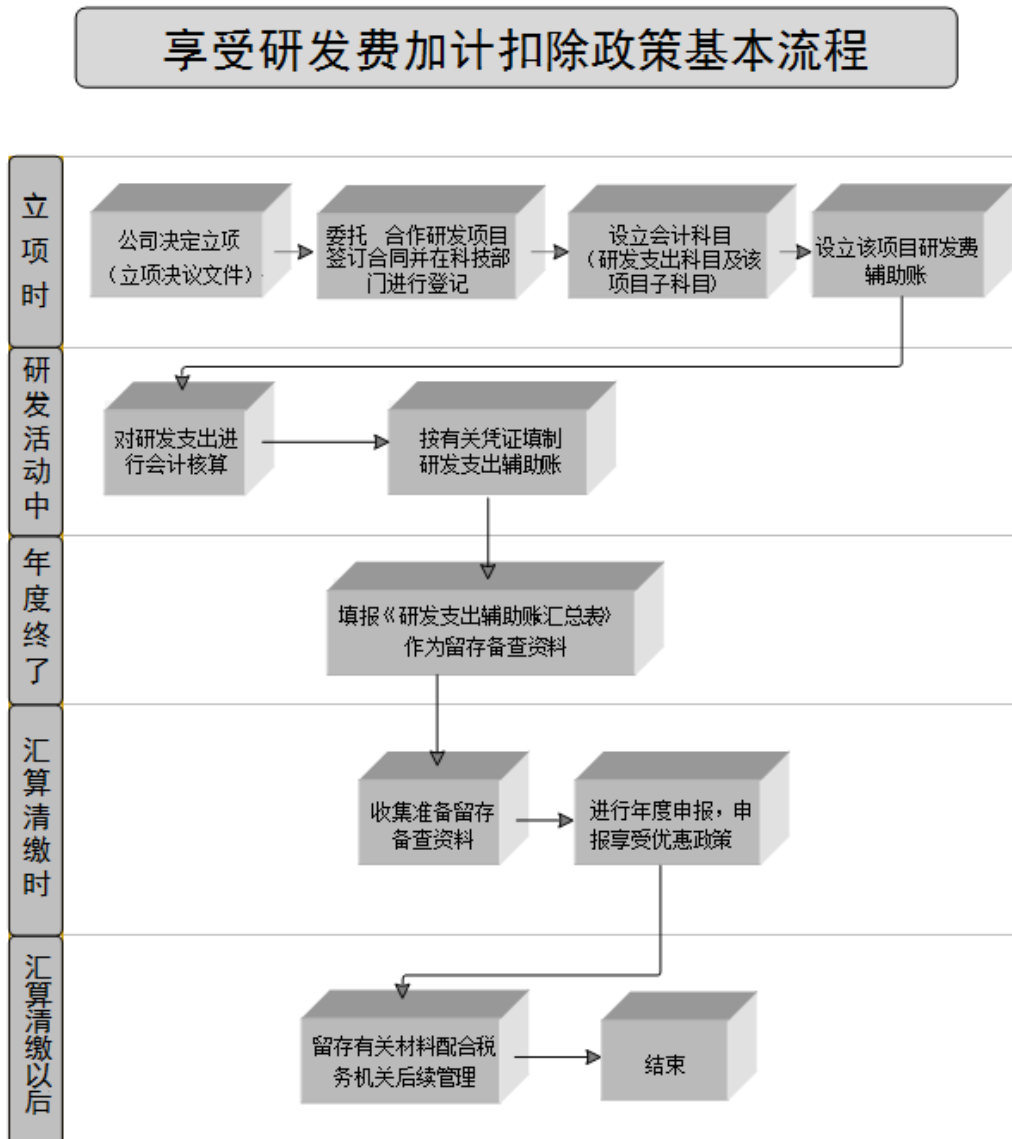 享受研发费加计扣除政策基本流程
立项时
公司决定立项
（立项决议文件）
委托 合作研发项目
签订合同并在科技部
门进行登记
设立会计科目
（研发支出科目及该
项目子科目）
设立该项目研发费
辅助账
研发活动中
对研发支出进
行会计核算
按有关凭证填制
研发支出辅助账
年度终了
填报《研发支出辅助账汇总表》
作为留存备查资料
汇算清缴时
收集准备留存
备查资料
进行年度申报，申
报享受优惠政策
汇算清缴以后
留存有关材料配合税
务机关后续管理
结束